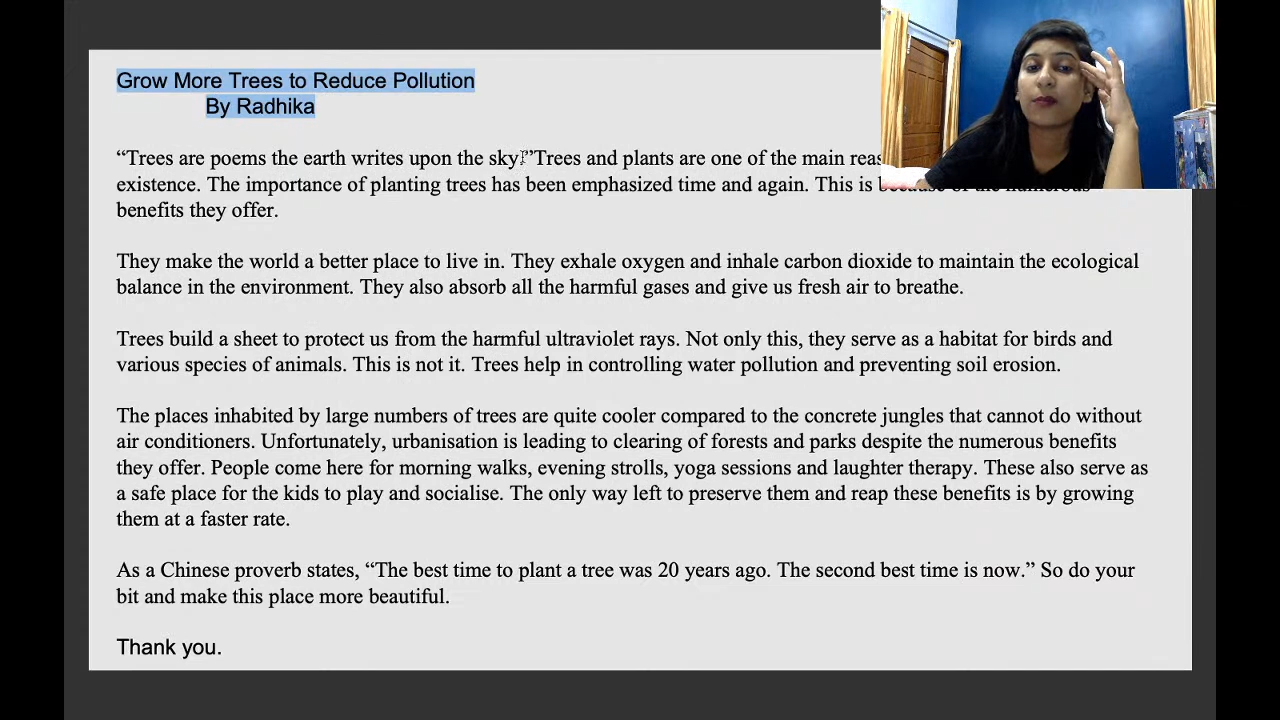 Grow More Trees to Reduce Pollution
By Radhika
“Trees are poems the earth writes upon the sky.”Trees and plants are one of the main
existence. The importance of planting trees has been emphasized time and again. This is
benefits they offer.
They make the world a better place to live in. They exhale oxygen and inhale carbon dioxide to maintain the ecological
balance in the environment. They also absorb all the harmful gases and give us fresh air to breathe.
Trees build a sheet to protect us from the harmful ultraviolet rays. Not only this, they serve as a habitat for birds and
various species of animals. This is not it. Trees help in controlling water pollution and preventing soil erosion.
The places inhabited by large numbers of trees are quite cooler compared to the concrete jungles that cannot do without
air conditioners. Unfortunately, urbanisation is leading to clearing of forests and parks despite the numerous benefits
they offer. People come here for morning walks, evening strolls, yoga sessions and laughter therapy. These also serve as
a safe place for the kids to play and socialise. The only way left to preserve them and reap these benefits is by growing
them at a faster rate.
As a Chinese proverb states, “The best time to plant a tree was 20 years ago. The second best time is now.” So do your
bit and make this place more beautiful.
Thank you.